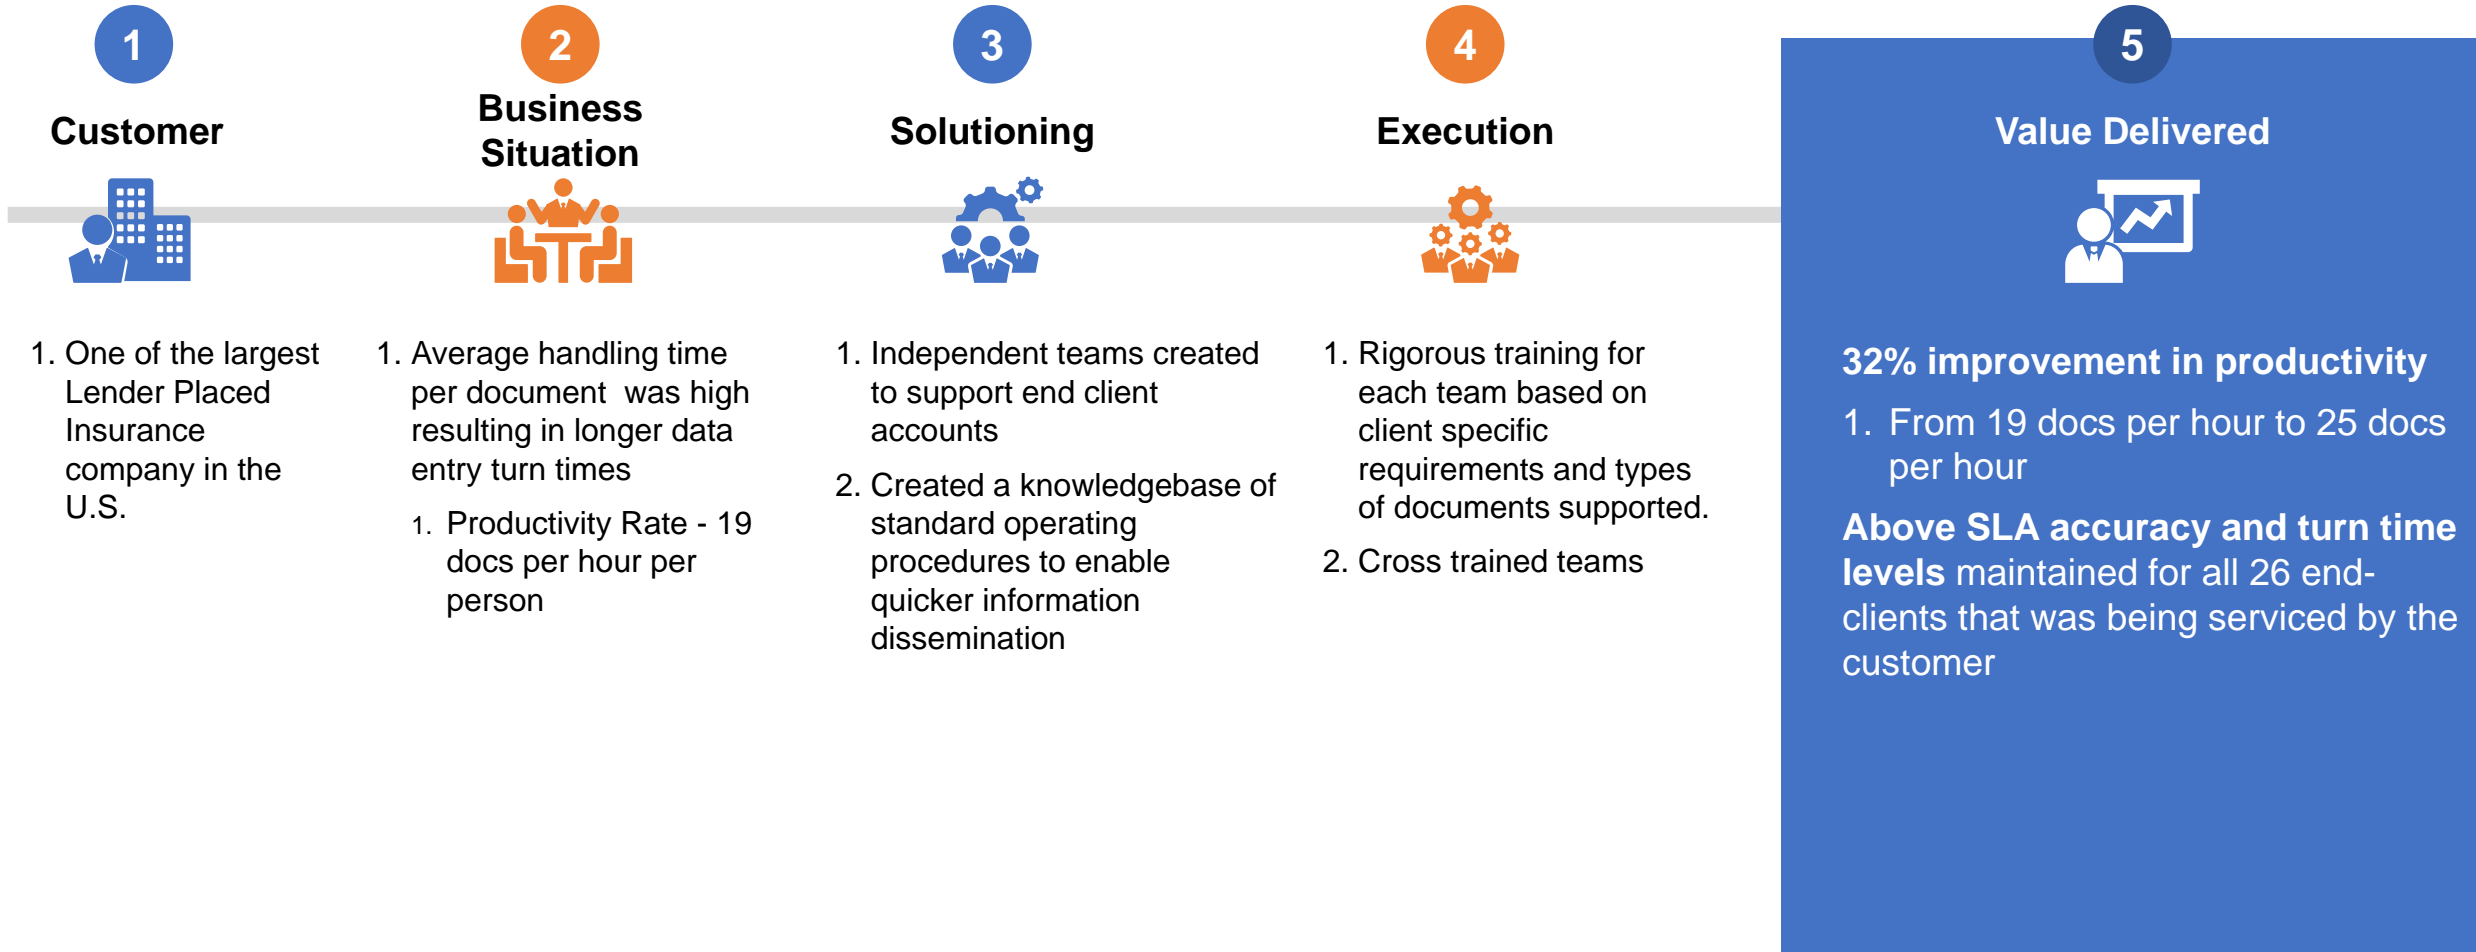 1
Customer
1. One of the largest
Lender Placed
Insurance
company in the
U.S.
2
Business
Situation
1. Average handling time
per document  was high
resulting in longer data
entry turn times
1. Productivity Rate - 19
docs per hour per
person
3
Solutioning
1. Independent teams created
to support end client
accounts
2. Created a knowledgebase of
standard operating
procedures to enable
quicker information
dissemination
4
Execution
1. Rigorous training for
each team based on
client specific
requirements and types
of documents supported.
2. Cross trained teams
5
Value Delivered
32% improvement in productivity
1. From 19 docs per hour to 25 docs
per hour
Above SLA accuracy and turn time
levels maintained for all 26 end-
clients that was being serviced by the
customer